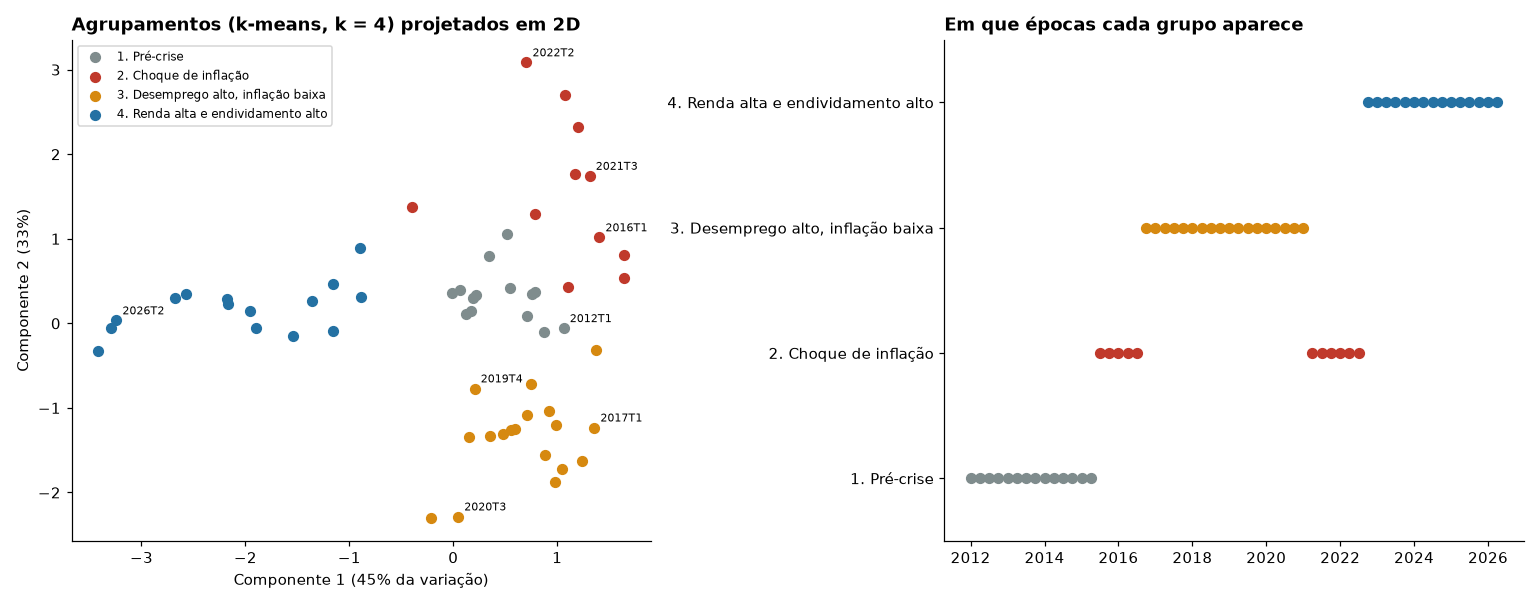 Agrupamentos (k-means, k = 4) projetados em 2D
1. Pré-crise
2. Choque de inflação
3. Desemprego alto, inflação baixa
4. Renda alta e endividamento alto
2022T2
2021T3
2016T1
2026T2
2012T1
2019T4
2017T1
2020T3
3
2
1
0
−1
−2
Componente 2 (33%)
−3
−2
−1
0
1
Componente 1 (45% da variação)
Em que épocas cada grupo aparece
4. Renda alta e endividamento alto
3. Desemprego alto, inflação baixa
2. Choque de inflação
1. Pré-crise
2012
2014
2016
2018
2020
2022
2024
2026